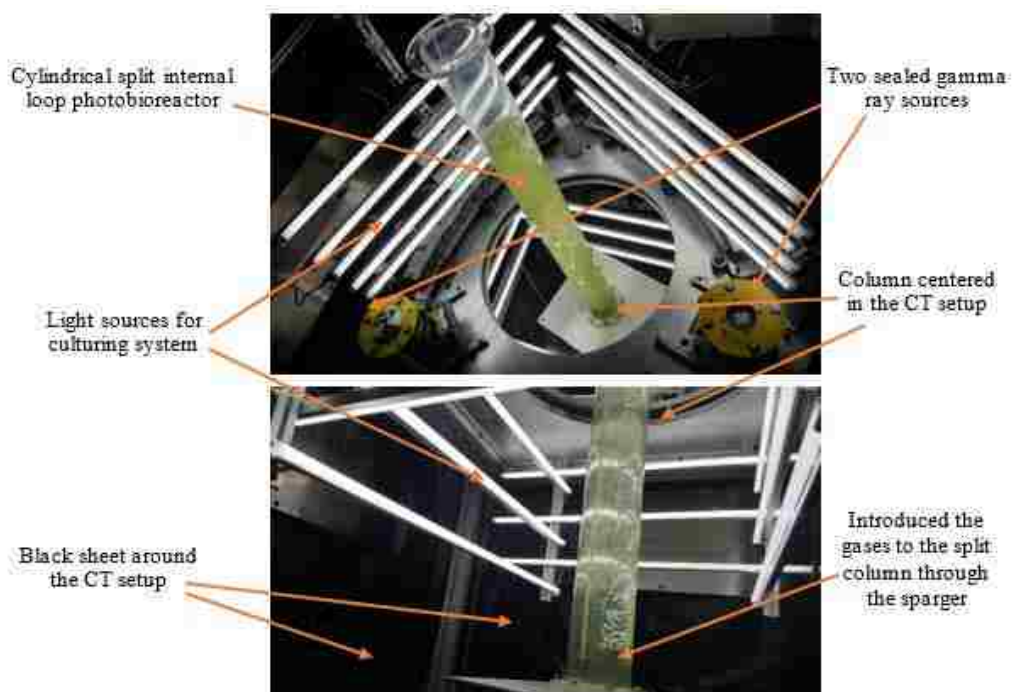 Cylindrical split internal
loop photobioreactor
Two sealed gamma
ray sources
Light sources for
culturing system
Column centered
in the CT setup
Black sheet around
the CT setup
Introduced the
gases to the split
column through
the sparger